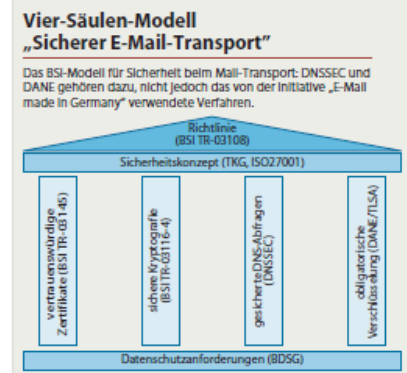 Vier-Säulen-Modell
„Sicherer E-Mail-Transport”
Das BSI-Modell für Sicherheit beim Mail-Transport: DNSSEC und
DANE gehören dazu, nicht jedoch das von der Initiative „E-Mail
made in Germany“ verwendete Verfahren.
Richtlinie
(BSI TR-03108)
Sicherheitskonzept (TKG, ISO27001)
vertrauenswürdige
Zertifikate (BSI TR-03145)
sichere Kryptografie
(BSI TR-03116-4)
gesicherte DNS-Abfragen
(DNSSEC)
obligatorische
Verschlüsselung (DANE/TLSA)
Datenschutzanforderungen (BDSG)